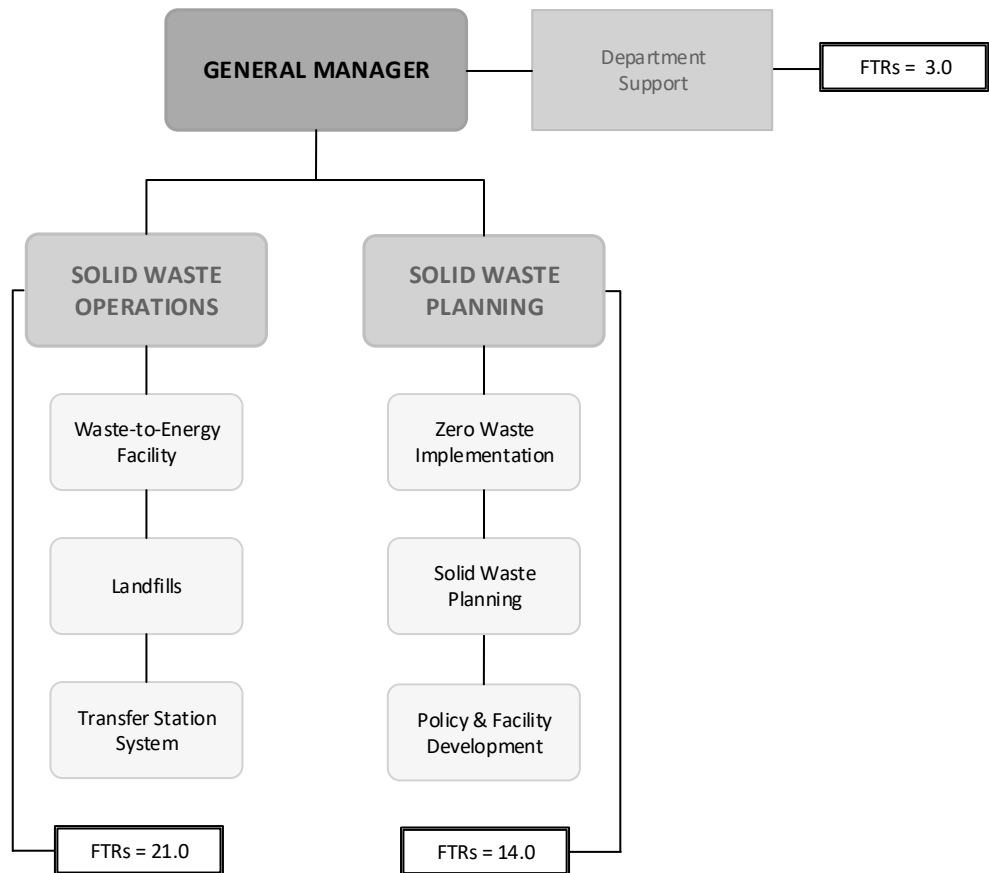 GENERAL MANAGER
Department
Support
FTRs = 3.0
SOLID WASTE
OPERATIONS
SOLID WASTE
PLANNING
Waste-to-Energy
Facility
Zero Waste
Implementation
Landfills
Solid Waste
Planning
Transfer Station
System
Policy & Facility
Development
FTRs = 21.0
FTRs = 14.0